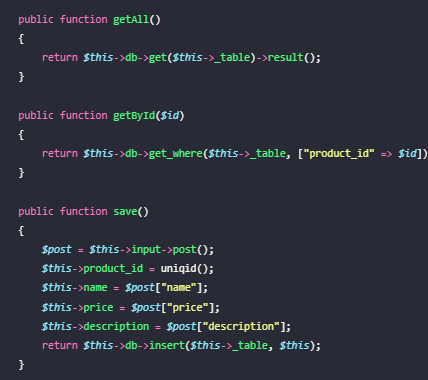 public function getAll()
{
return $this->db->get($this->_table)->result();
}
public function getById($id)
{
return $this->db->get_where($this->_table, ["product_id" => $id])
}
public function save()
{
$post = $this->input->post();
$this->product_id = uniqid();
$this->name = $post["name"];
$this->price = $post["price"];
$this->description = $post["description"];
return $this->db->insert($this->_table, $this);
}